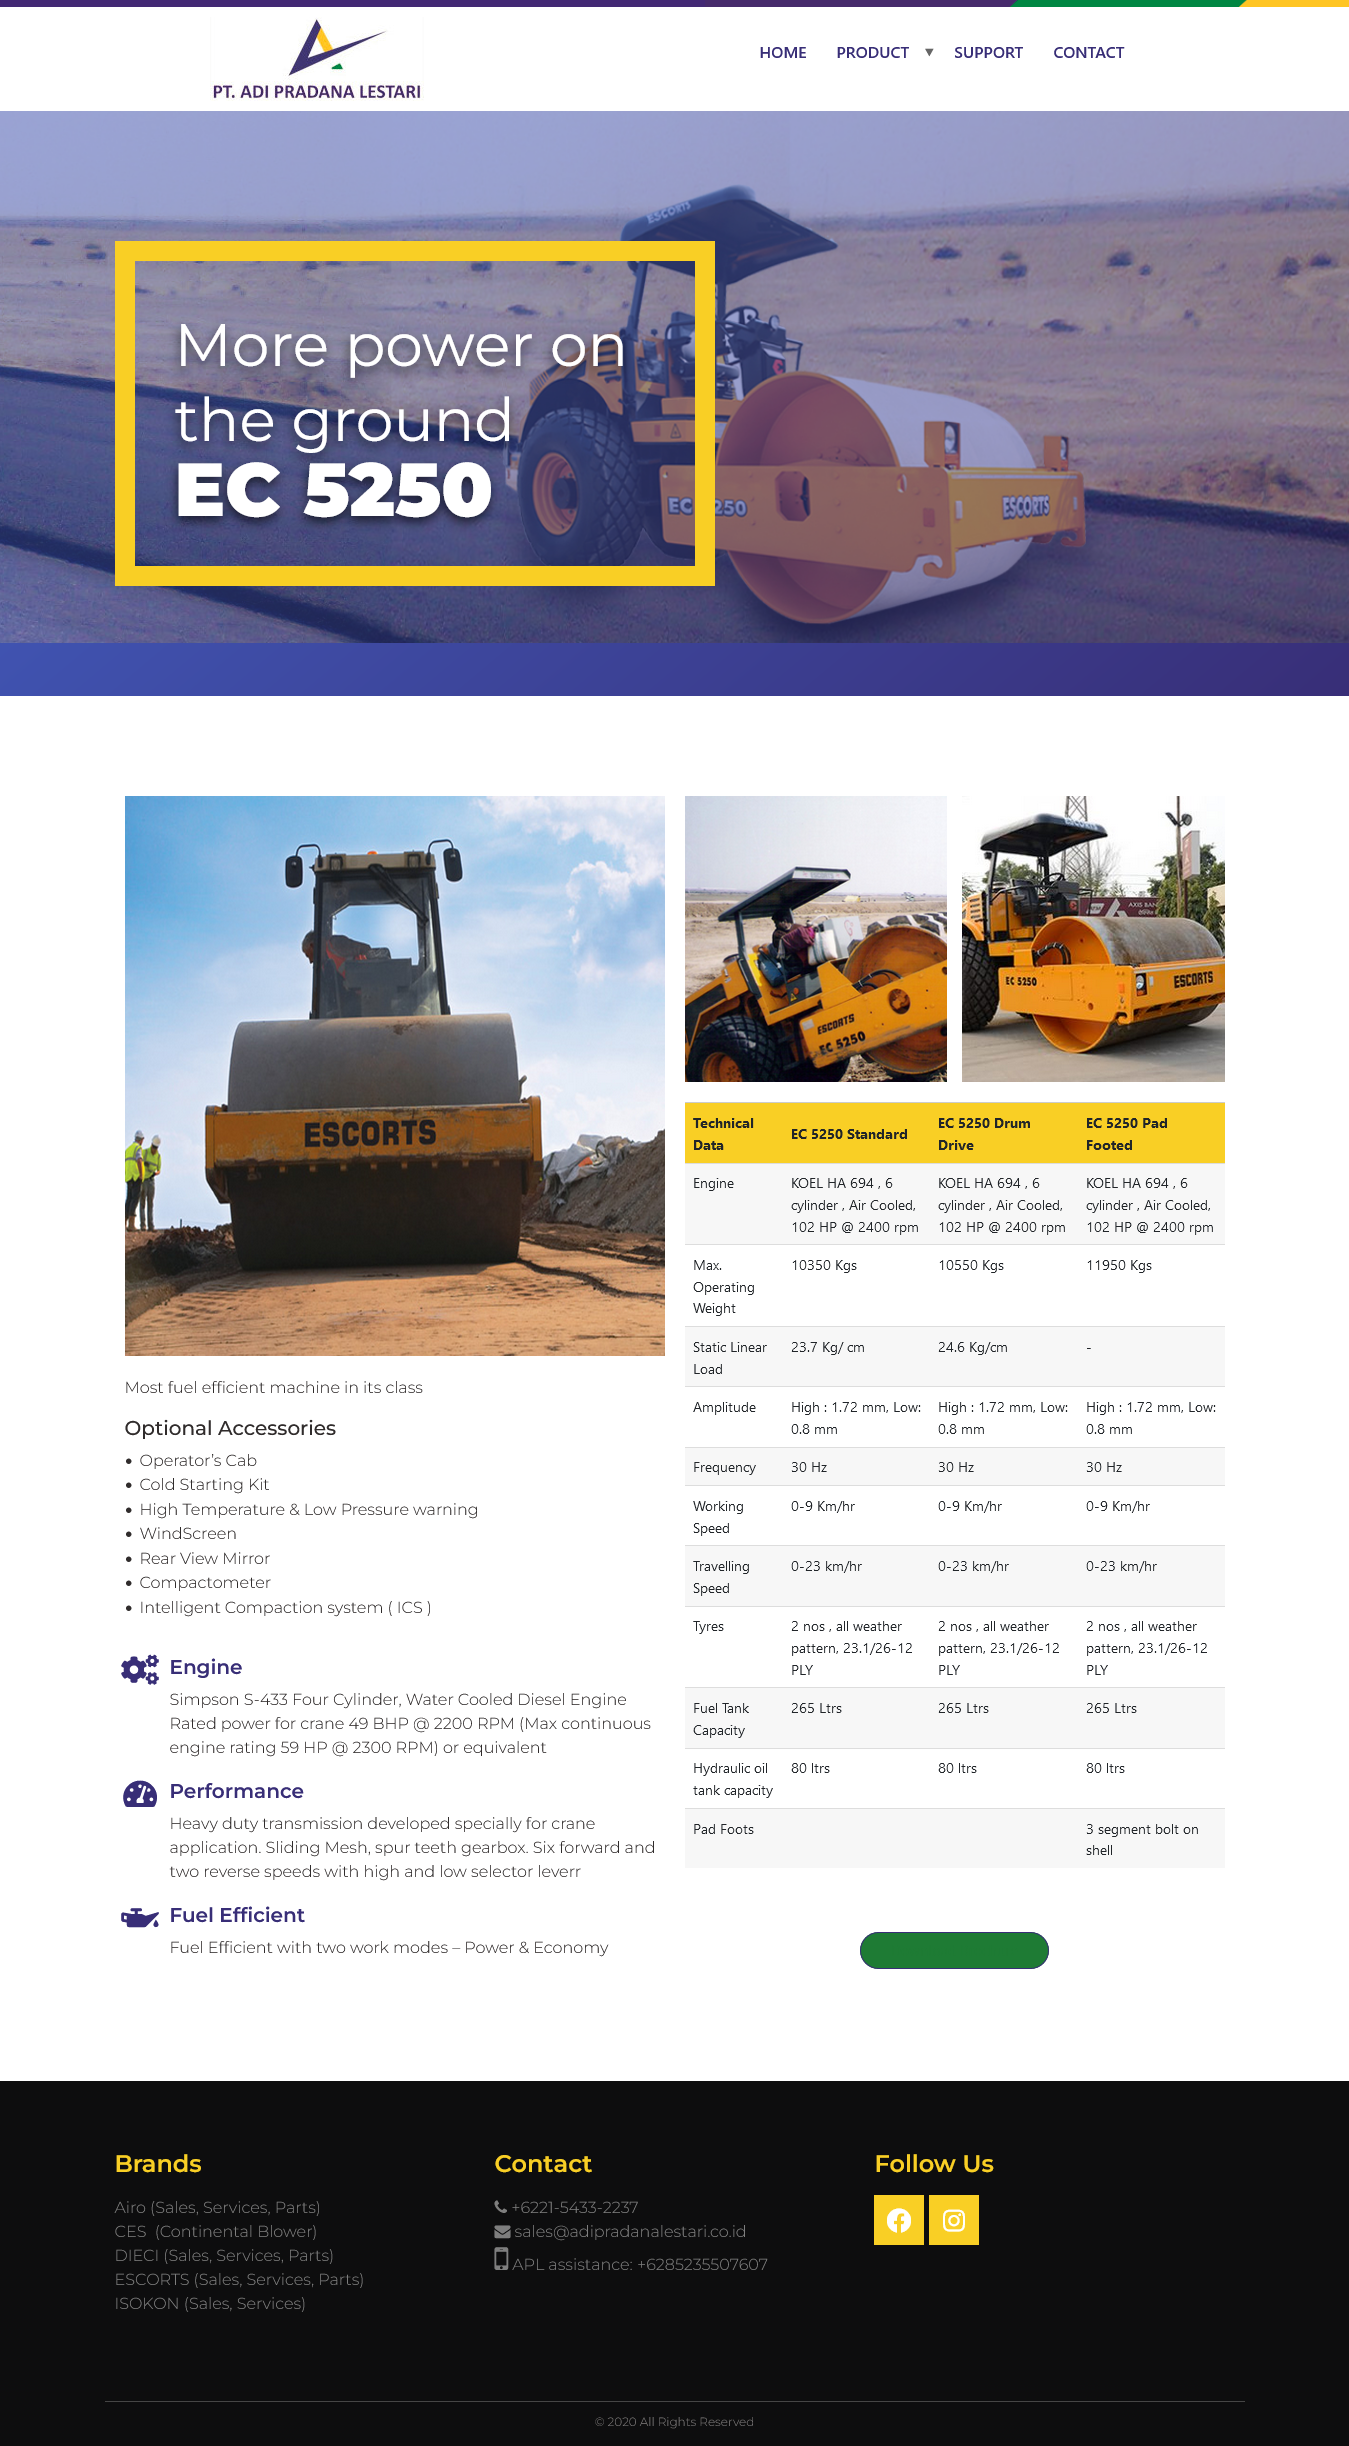 PT. ADI PRADANA LESTARI
HOME PRODUCT ▼ SUPPORT CONTACT
ESCORTS
More power on
the ground
EC 5250
EC 5250
ESCORTS
ESCORTS
ESCORTS
EC 5250
ESCORTS
AXIS BAN
EC 5250
ESCORTS
Most fuel efficient machine in its class
Optional Accessories
• Operator’s Cab
• Cold Starting Kit
• High Temperature & Low Pressure warning
• WindScreen
• Rear View Mirror
• Compactometer
• Intelligent Compaction system ( ICS )
Engine
Simpson S-433 Four Cylinder, Water Cooled Diesel Engine
Rated power for crane 49 BHP @ 2200 RPM (Max continuous
engine rating 59 HP @ 2300 RPM) or equivalent
Performance
Heavy duty transmission developed specially for crane
application. Sliding Mesh, spur teeth gearbox. Six forward and
two reverse speeds with high and low selector leverr
Fuel Efficient
Fuel Efficient with two work modes – Power & Economy
Technical Data EC 5250 Standard EC 5250 Drum Drive EC 5250 Pad Footed
Engine KOEL HA 694 , 6 cylinder , Air Cooled, 102 HP @ 2400 rpm KOEL HA 694 , 6 cylinder , Air Cooled, 102 HP @ 2400 rpm KOEL HA 694 , 6 cylinder , Air Cooled, 102 HP @ 2400 rpm
Max. Operating Weight 10350 Kgs 10550 Kgs 11950 Kgs
Static Linear Load 23.7 Kg/ cm 24.6 Kg/cm -
Amplitude High : 1.72 mm, Low: 0.8 mm High : 1.72 mm, Low: 0.8 mm High : 1.72 mm, Low: 0.8 mm
Frequency 30 Hz 30 Hz 30 Hz
Working Speed 0-9 Km/hr 0-9 Km/hr 0-9 Km/hr
Travelling Speed 0-23 km/hr 0-23 km/hr 0-23 km/hr
Tyres 2 nos , all weather pattern, 23.1/26-12 PLY 2 nos , all weather pattern, 23.1/26-12 PLY 2 nos , all weather pattern, 23.1/26-12 PLY
Fuel Tank Capacity 265 Ltrs 265 Ltrs 265 Ltrs
Hydraulic oil tank capacity 80 ltrs 80 ltrs 80 ltrs
Pad Foots 3 segment bolt on shell
Brands
Airo (Sales, Services, Parts)
CES (Continental Blower)
DIECI (Sales, Services, Parts)
ESCORTS (Sales, Services, Parts)
ISOKON (Sales, Services)
Contact
+6221-5433-2237
sales@adipradanalestari.co.id
APL assistance: +6285235507607
Follow Us
© 2020 All Rights Reserved